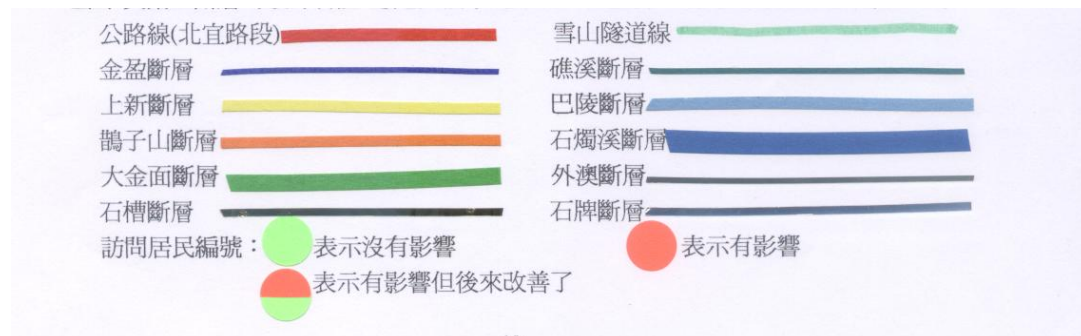 公路線(北宜路段)
雪山隧道線
金盈斷層
礁溪斷層
上新斷層
巴陵斷層
鵲子山斷層
石燭溪斷層
大金面斷層
外澳斷層
石槽斷層
石牌斷層
訪問居民編號：
表示沒有影響
表示有影響
表示有影響但後來改善了